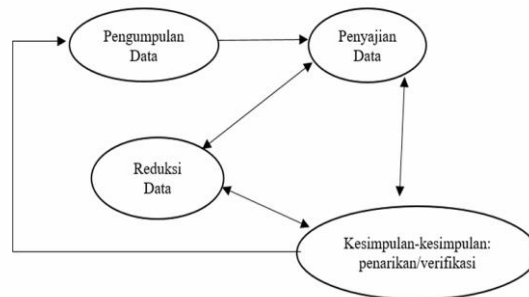 Pengumpulan
Data
Penyajian
Data
Reduksi
Data
Kesimpulan-kesimpulan:
penarikan/verifikasi